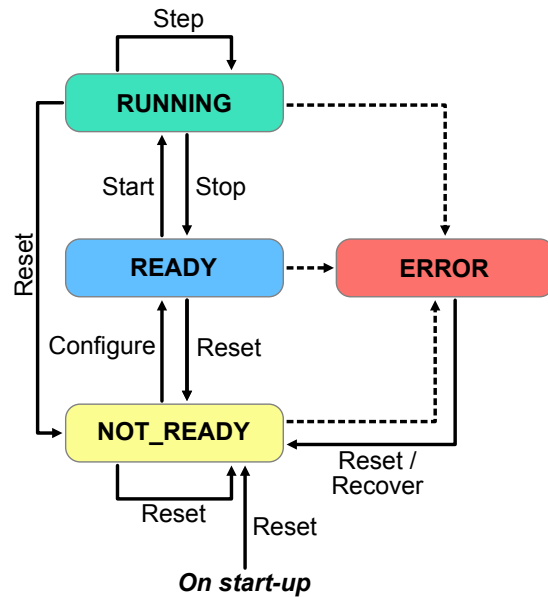 Step
RUNNING
Start
Stop
Reset
READY
ERROR
Configure
Reset
NOT_READY
Reset /
Recover
Reset
Reset
On start-up